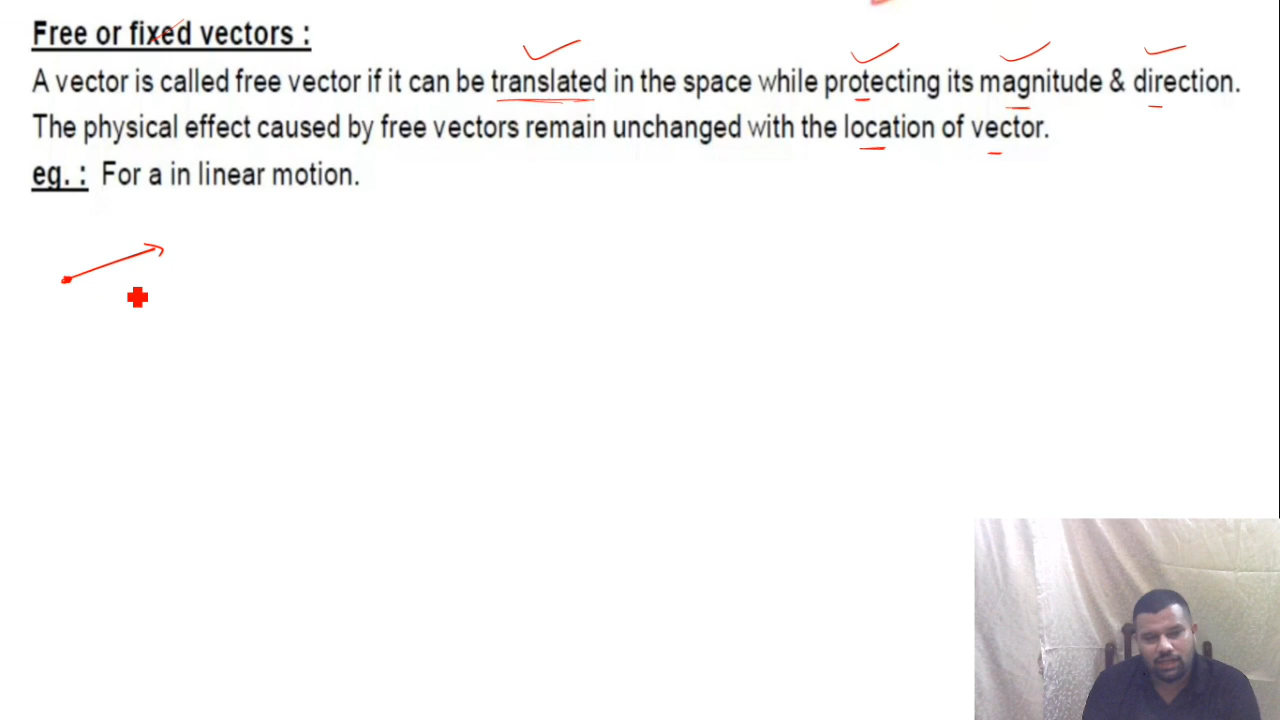 Free or fixed vectors :
A vector is called free vector if it can be translated in the space while protecting its magnitude & direction.
The physical effect caused by free vectors remain unchanged with the location of vector.
eg. : For a in linear motion.